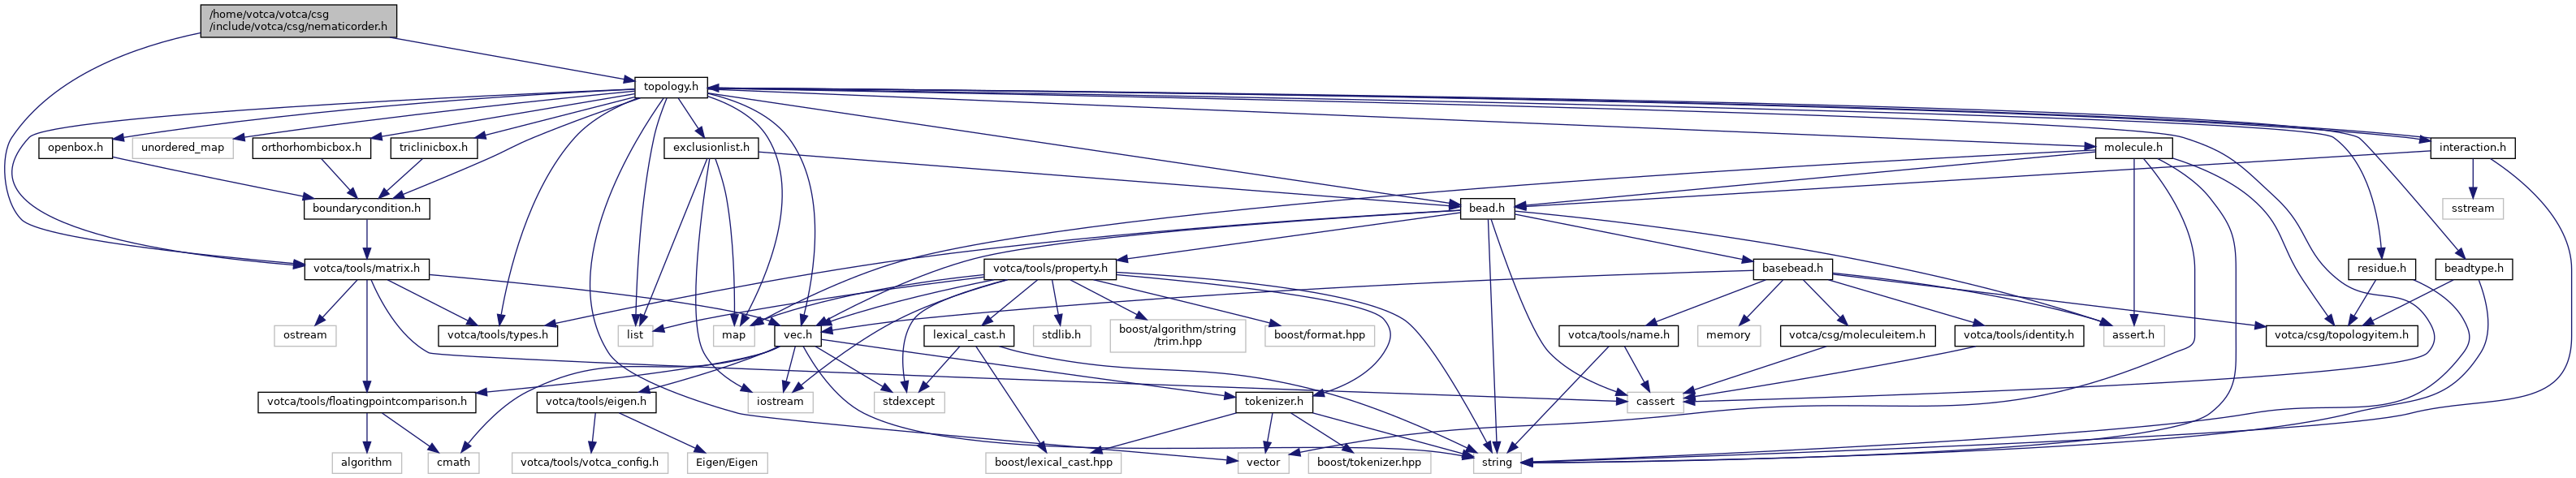 /home/votca/votca/csg
/include/votca/csg/nematicorder.h
topology.h
openbox.h
unordered_map
orthorhombicbox.h
triclinicbox.h
exclusionlist.h
molecule.h
interaction.h
boundarycondition.h
bead.h
sstream
votca/tools/matrix.h
votca/tools/property.h
basebead.h
residue.h
beadtype.h
ostream
votca/tools/types.h
list
map
vec.h
lexical_cast.h
stdlib.h
boost/algorithm/string
/trim.hpp
boost/format.hpp
votca/tools/name.h
memory
votca/csg/moleculeitem.h
votca/tools/identity.h
assert.h
votca/csg/topologyitem.h
votca/tools/floatingpointcomparison.h
votca/tools/eigen.h
iostream
stdexcept
tokenizer.h
cassert
algorithm
cmath
votca/tools/votca_config.h
Eigen/Eigen
boost/lexical_cast.hpp
vector
boost/tokenizer.hpp
string